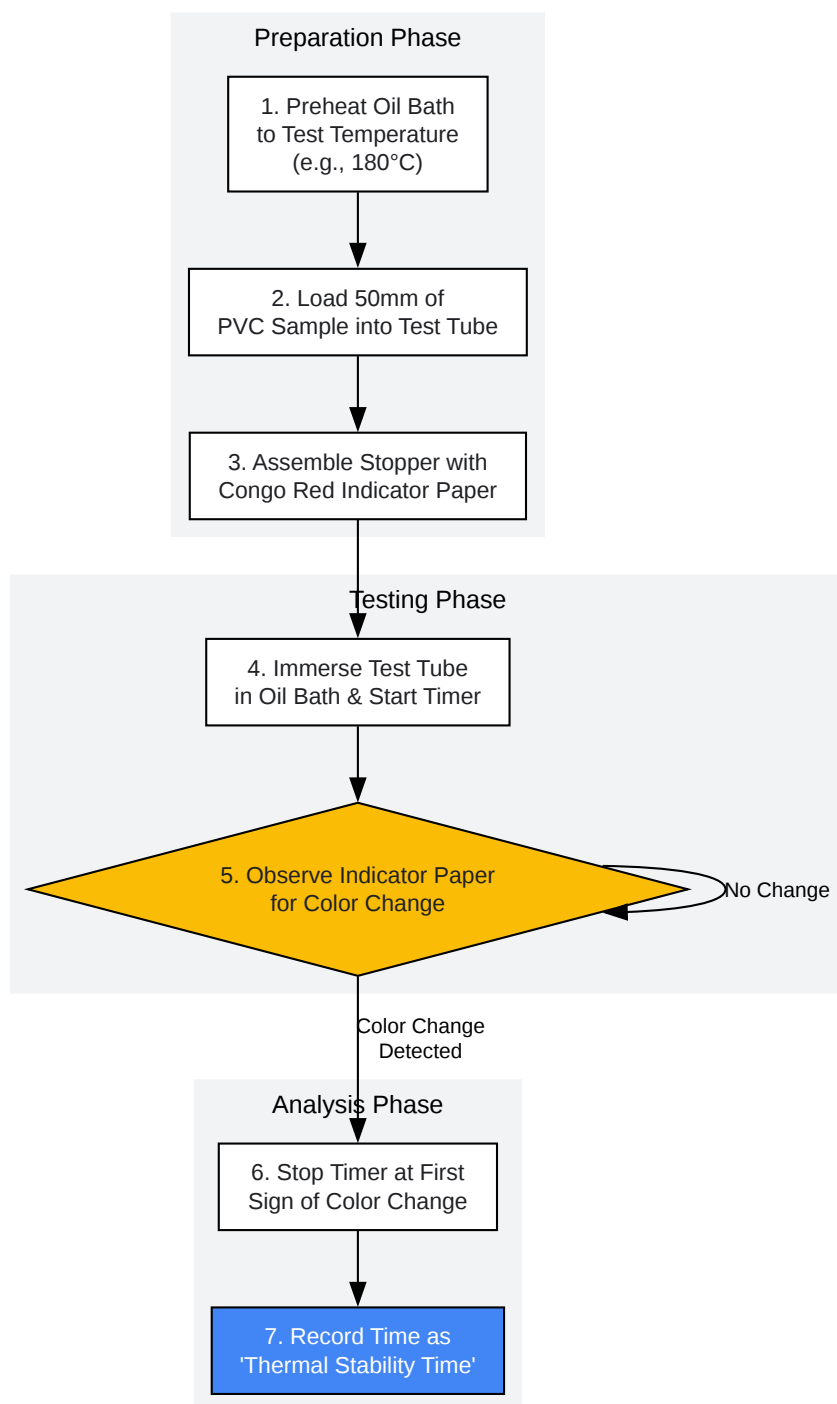 Preparation Phase
1. Preheat Oil Bath
to Test Temperature
(e.g., 180°C)
2. Load 50mm of
PVC Sample into Test Tube
3. Assemble Stopper with
Congo Red Indicator Paper
Testing Phase
4. Immerse Test Tube
in Oil Bath & Start Timer
5. Observe Indicator Paper
for Color Change
No Change
Color Change
Detected
Analysis Phase
6. Stop Timer at First
Sign of Color Change
7. Record Time as
'Thermal Stability Time'